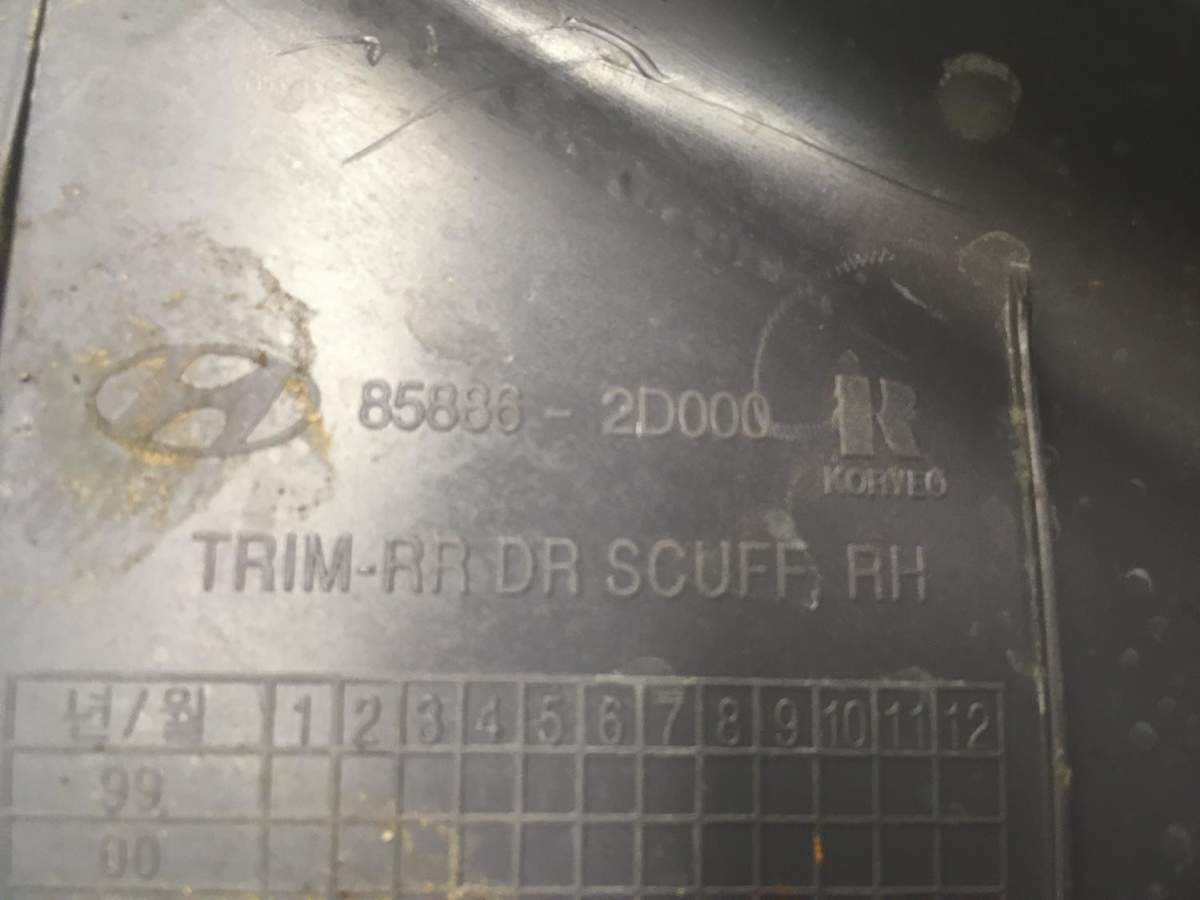 85886 - 2D000
KORYEO
TRIM-RR DR SCUFF, RH
년/월 1 2 3 4 5 6 7 8 9 10 11 12
99
00